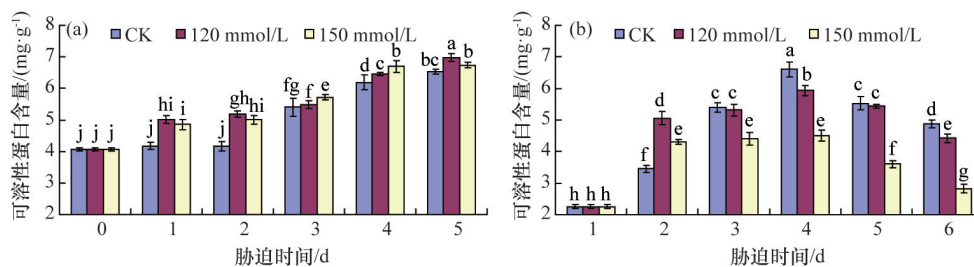 (a)
CK 120 mmol/L 150 mmol/L
可溶性蛋白含量/(mg·g⁻¹)
8
7
6
5
4
3
2
j j j
j hi i
j gh hi
fg f e
d c b
bc a b
0 1 2 3 4 5
胁迫时间/d
(b)
CK 120 mmol/L 150 mmol/L
可溶性蛋白含量/(mg·g⁻¹)
8
7
6
5
4
3
2
h h h
f d e
c c e
a b e
c c f
d e g
1 2 3 4 5 6
胁迫时间/d